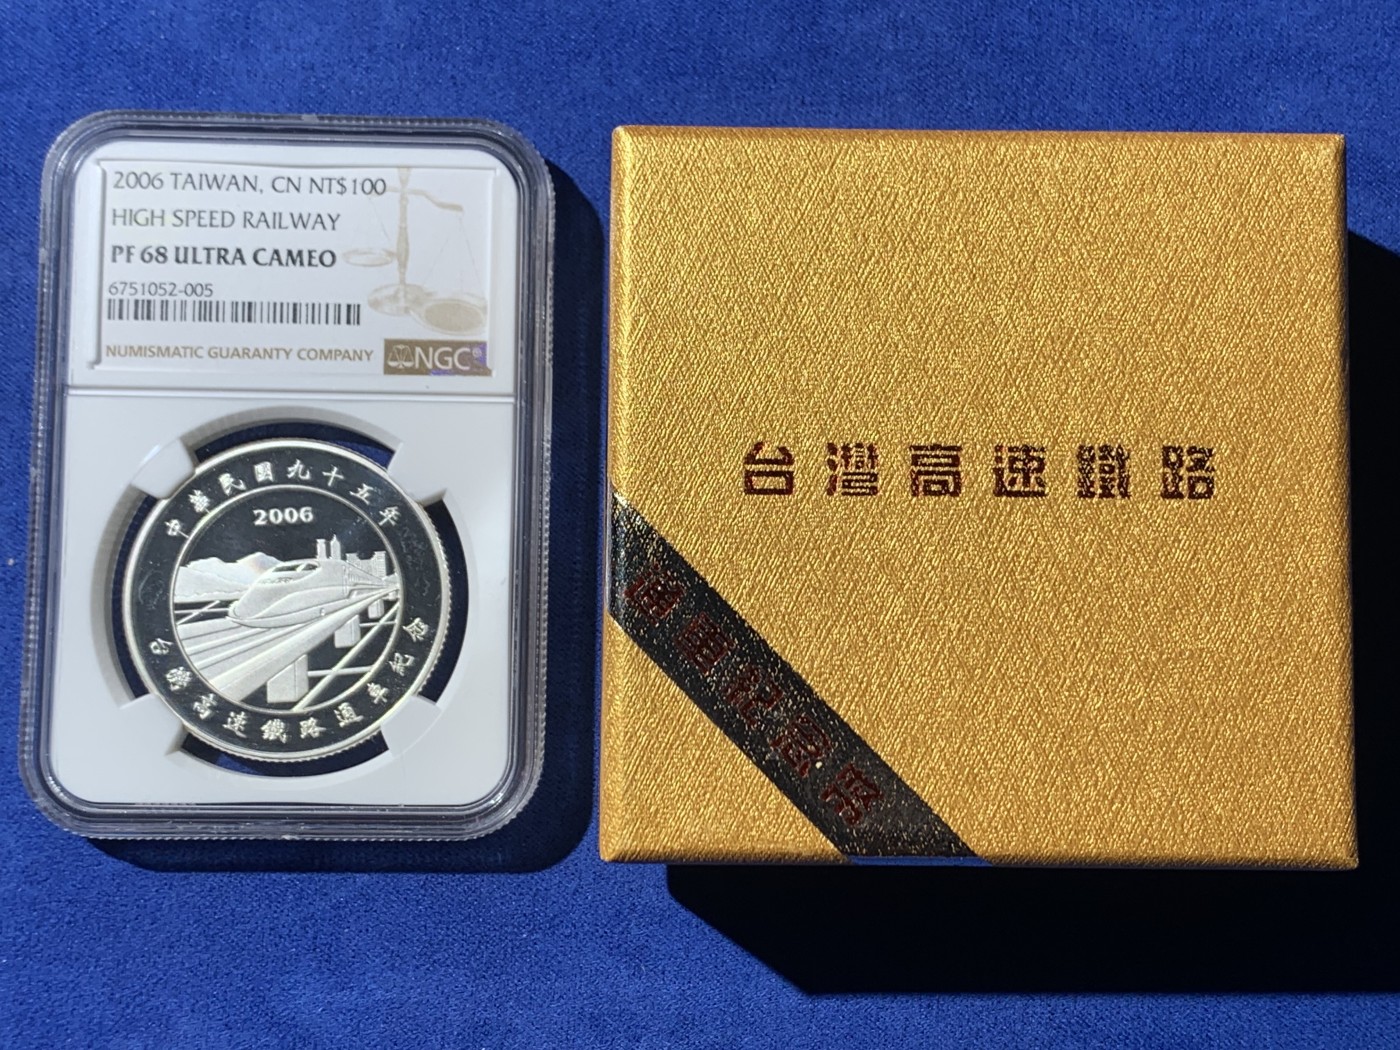 2006 TAIWAN, CN NT$100
HIGH SPEED RAILWAY
PF 68 ULTRA CAMEO
6751052-005
NUMISMATIC GUARANTY COMPANY
NGC®
中華民國九十五年
2006
台灣高速鐵路通車紀念
台灣高速鐵路
通車紀念幣